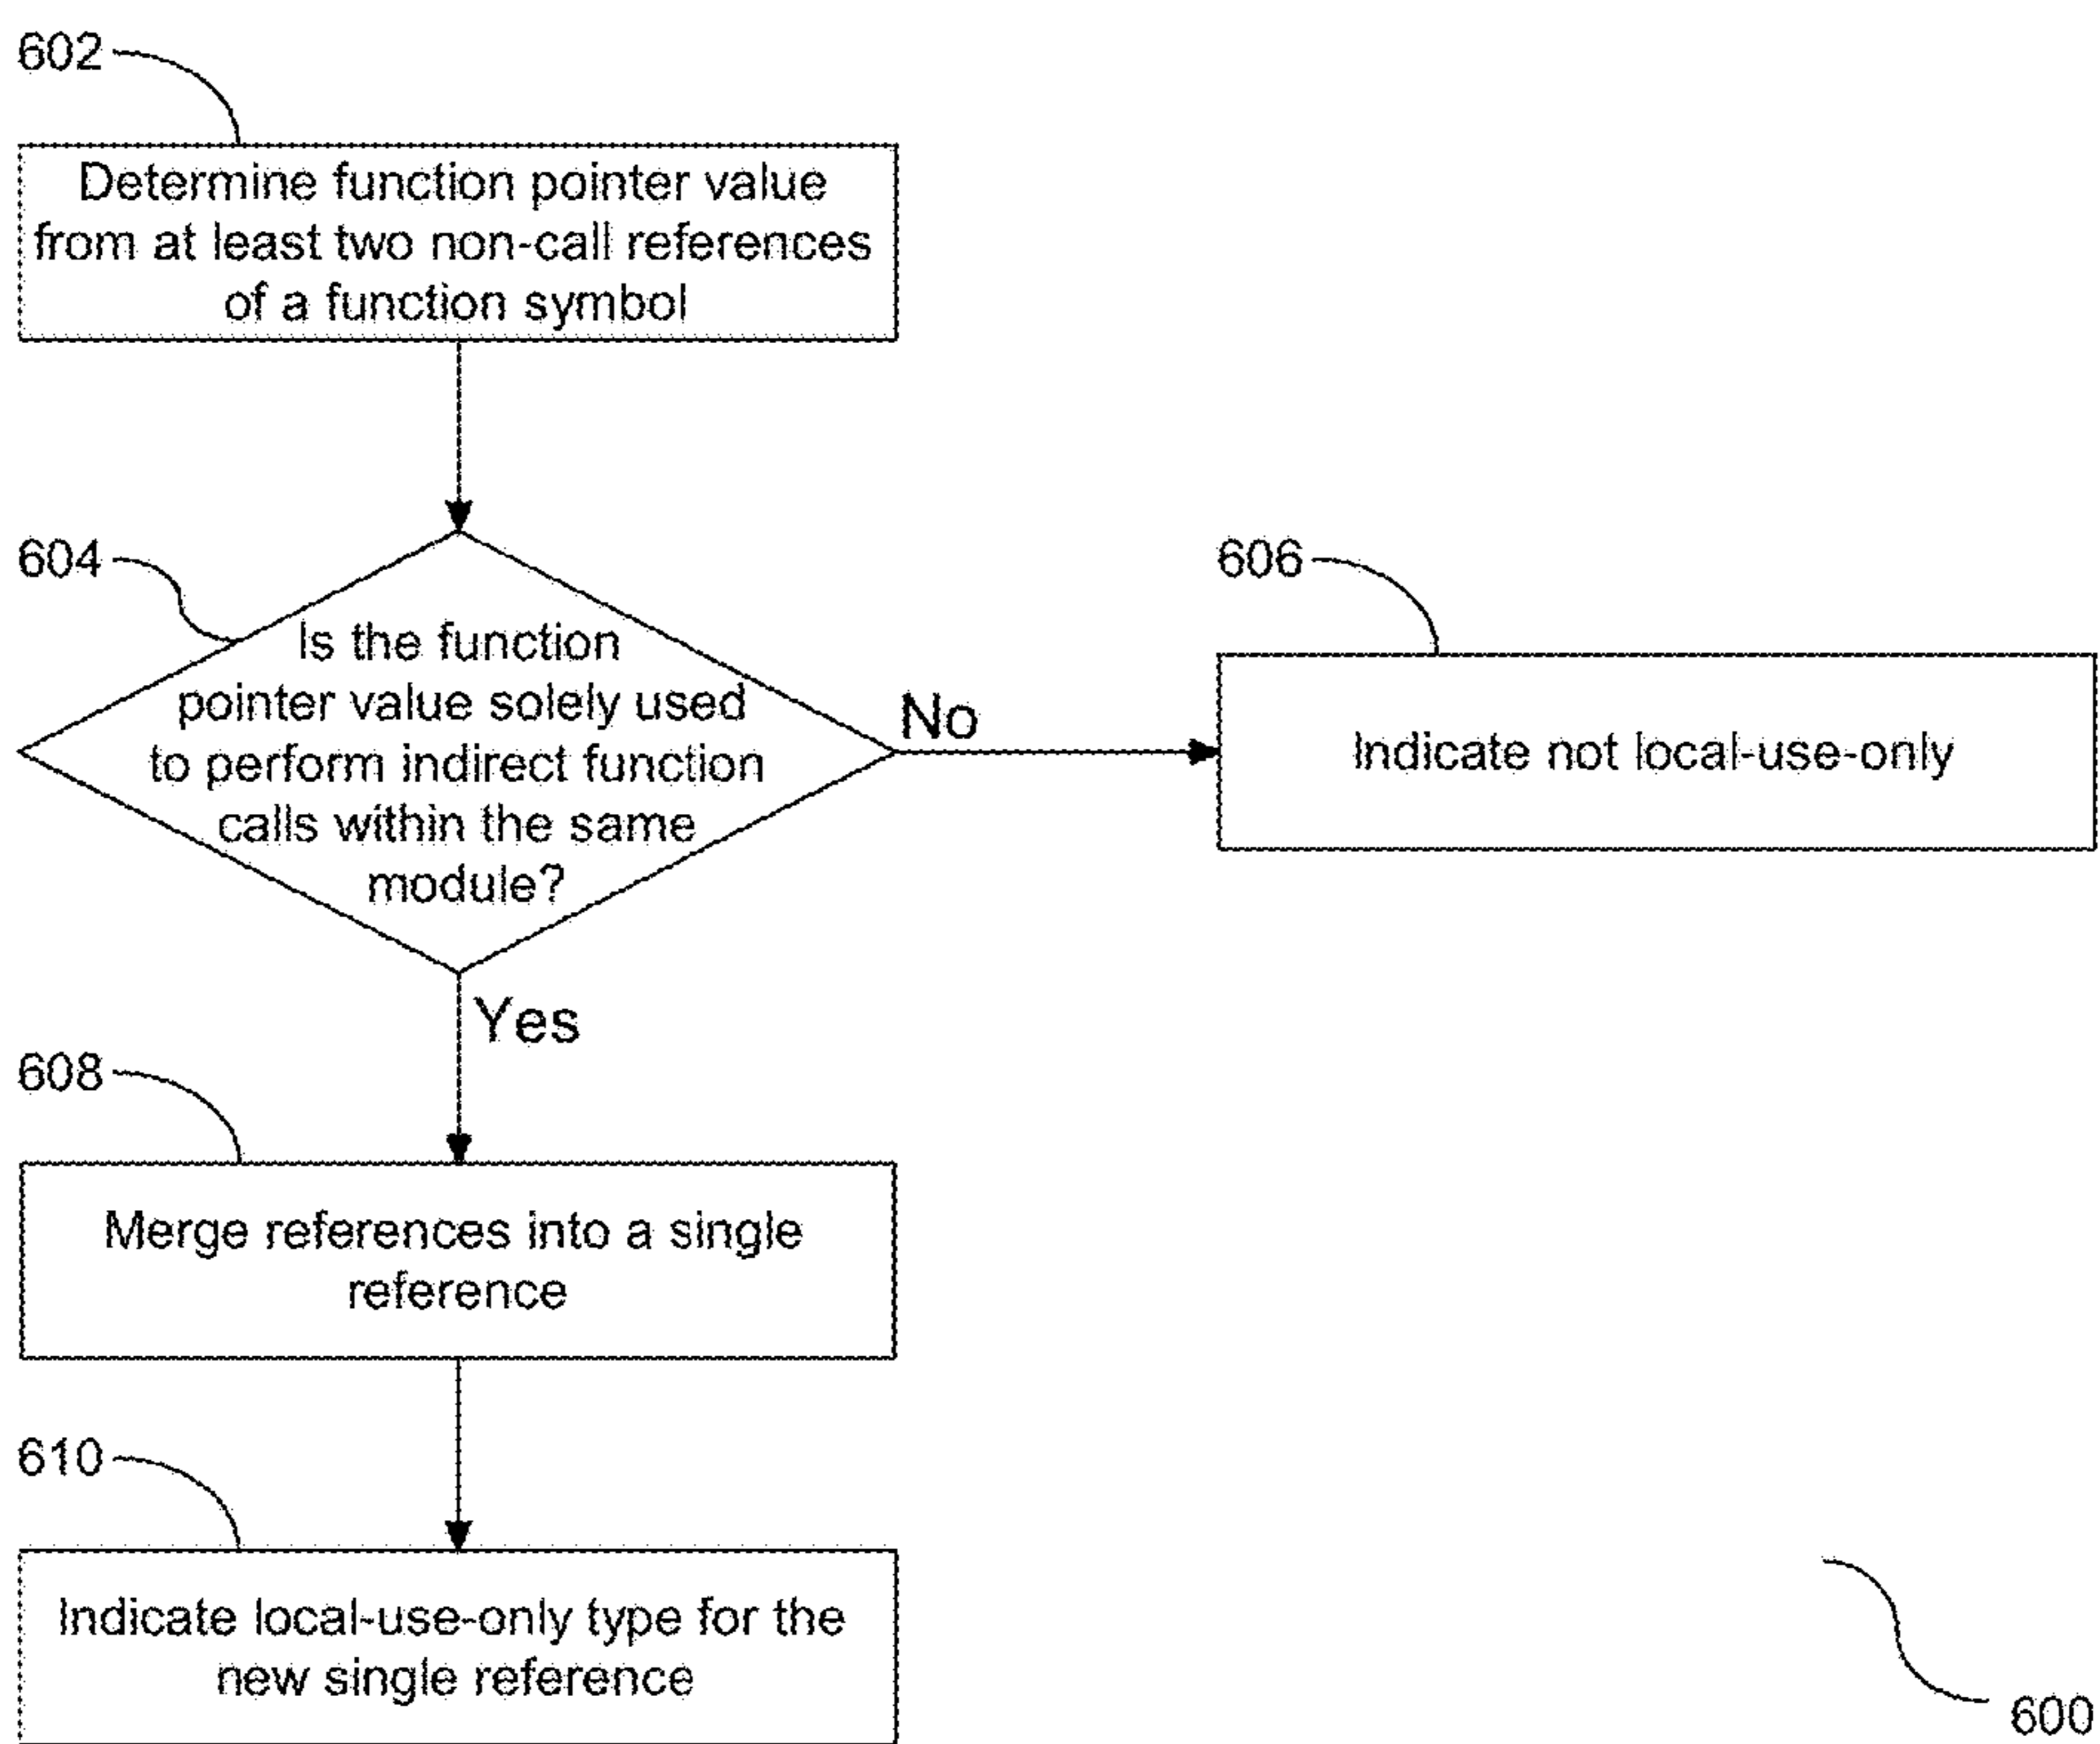 602
Determine function pointer value
from at least two non-call references
of a function symbol
604
Is the function
pointer value solely used
to perform indirect function
calls within the same
module?
No
606
Indicate not local-use-only
Yes
608
Merge references into a single
reference
610
Indicate local-use-only type for the
new single reference
600